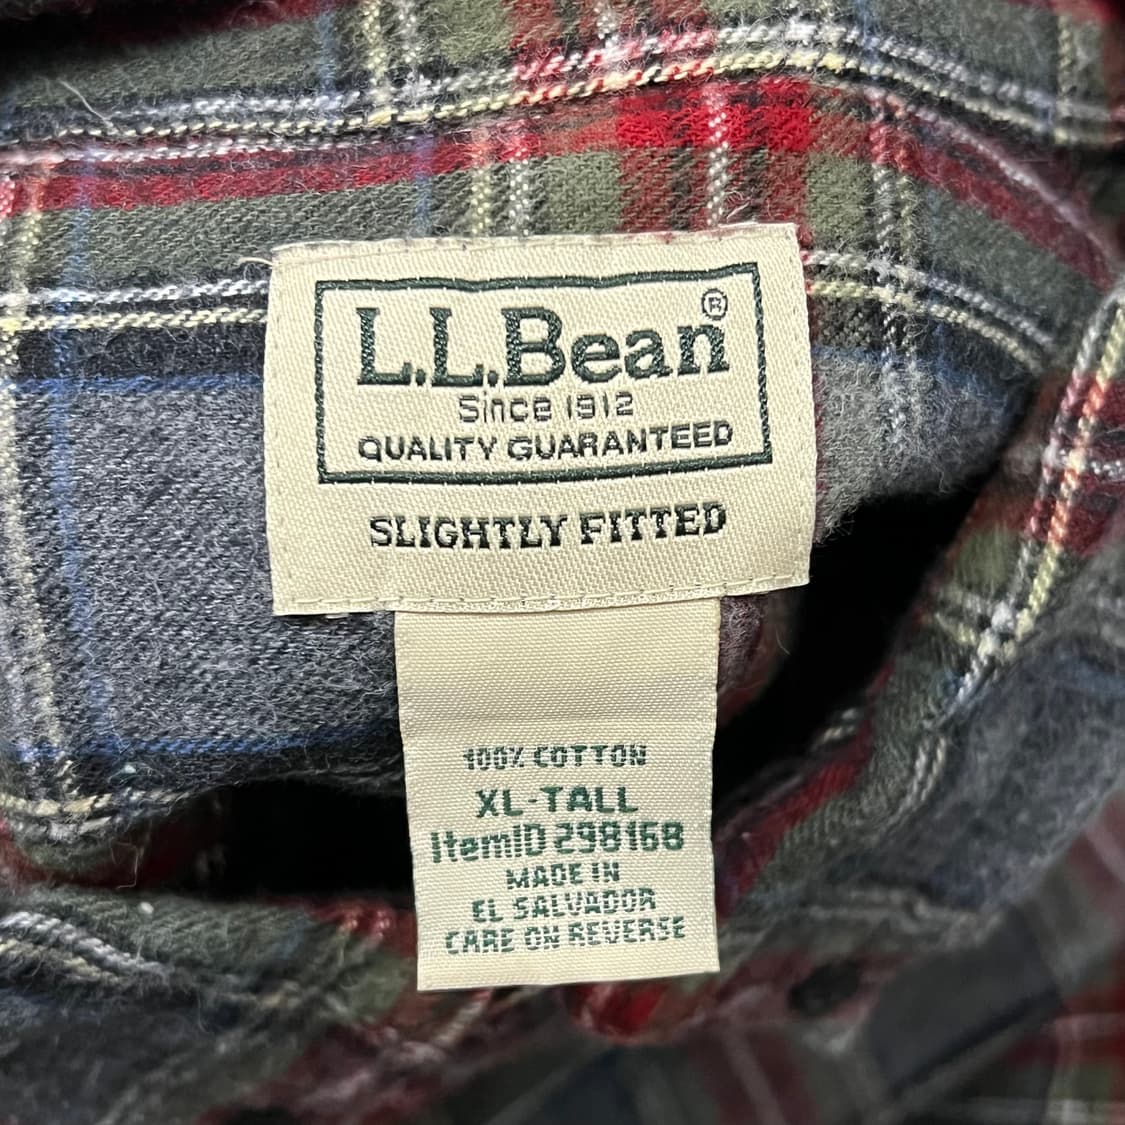 L.L.Bean®
Since 1912
QUALITY GUARANTEED
SLIGHTLY FITTED
100% COTTON
XL-TALL
ItemID 298168
MADE IN
EL SALVADOR
CARE ON REVERSE